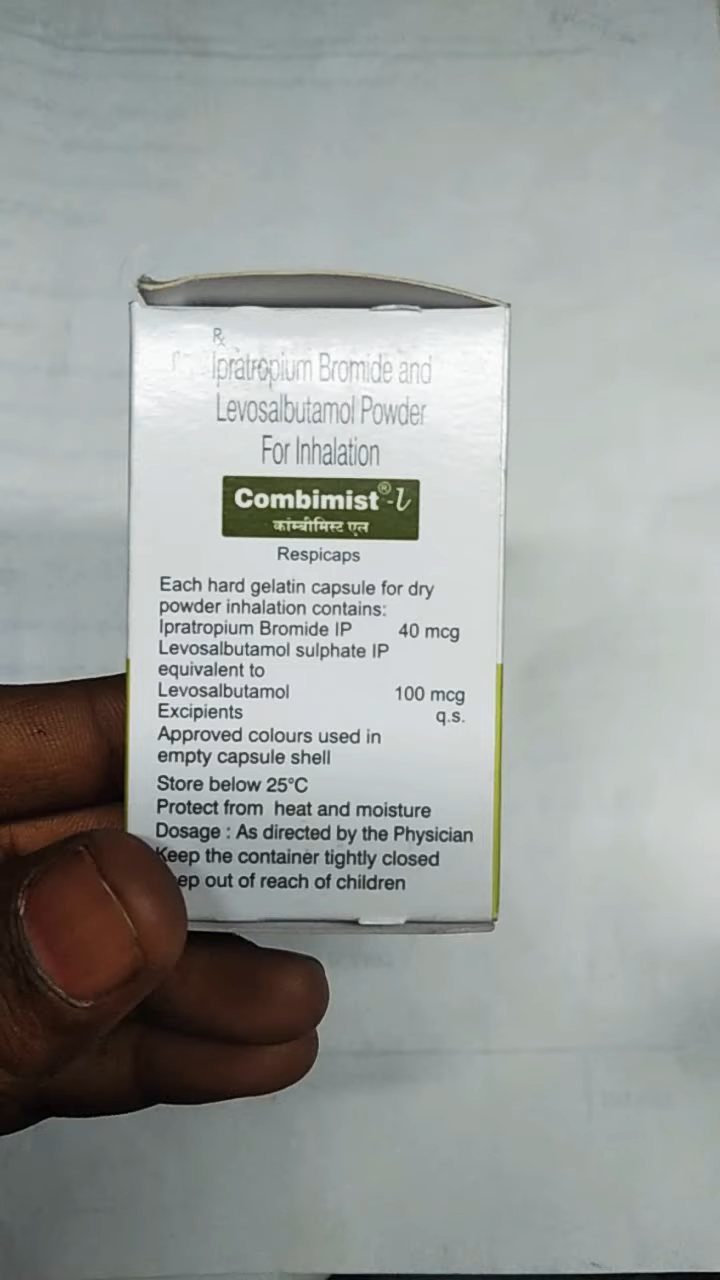 Rx
Ipratropium Bromide and
Levosalbutamol Powder
For Inhalation
Combimist®-l
कांम्बीमिस्ट एल
Respicaps
Each hard gelatin capsule for dry
powder inhalation contains:
Ipratropium Bromide IP 40 mcg
Levosalbutamol sulphate IP
equivalent to
Levosalbutamol 100 mcg
Excipients q.s.
Approved colours used in
empty capsule shell
Store below 25°C
Protect from heat and moisture
Dosage : As directed by the Physician
Keep the container tightly closed
ep out of reach of children